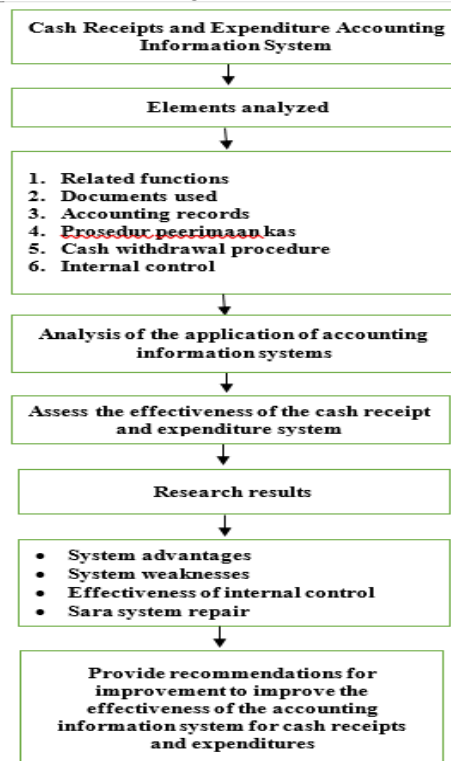 Cash Receipts and Expenditure Accounting
Information System
Elements analyzed
1. Related functions
2. Documents used
3. Accounting records
4. Prosedur peerimaan kas
5. Cash withdrawal procedure
6. Internal control
Analysis of the application of accounting
information systems
Assess the effectiveness of the cash receipt
and expenditure system
Research results
• System advantages
• System weaknesses
• Effectiveness of internal control
• Sara system repair
Provide recommendations for
improvement to improve the
effectiveness of the accounting
information system for cash receipts
and expenditures